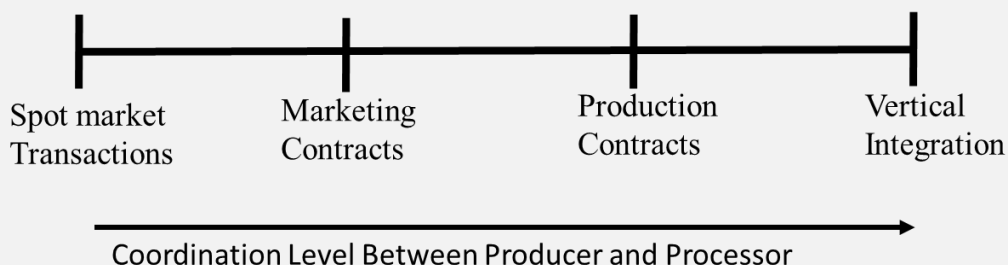 Spot market
Transactions
Marketing
Contracts
Production
Contracts
Vertical
Integration
Coordination Level Between Producer and Processor